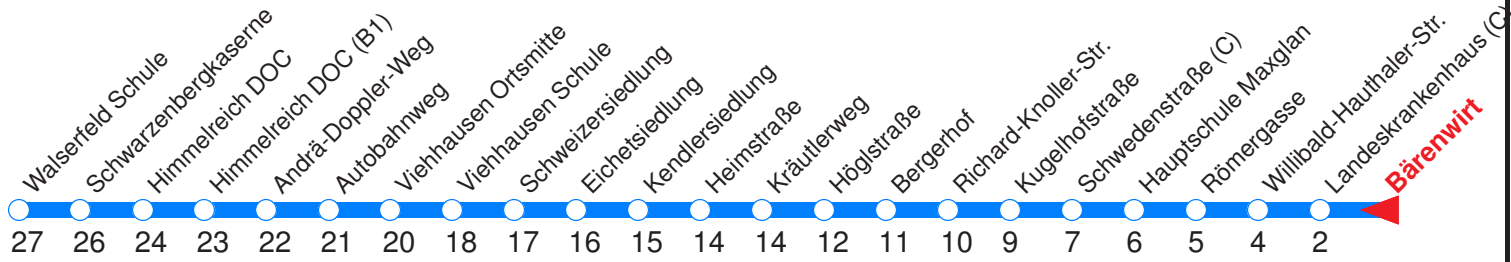 Walserfeld Schule
Schwarzenbergkaserne
Himmelreich DOC
Himmelreich DOC (B1)
Andrä-Doppler-Weg
Autobahnweg
Viehhausen Ortsmitte
Viehhausen Schule
Schweizersiedlung
Eichetsiedlung
Kendlersiedlung
Heimstraße
Kräutlerweg
Höglstraße
Bergerhof
Richard-Knoller-Str.
Kugelhofstraße
Schwedenstraße (C)
Hauptschule Maxglan
Römergasse
Willibald-Hauthaler-Str.
Landeskrankenhaus (C)
Bärenwirt
27 26 24 23 22 21 20 18 17 16 15 14 14 12 11 10 9 7 6 5 4 2